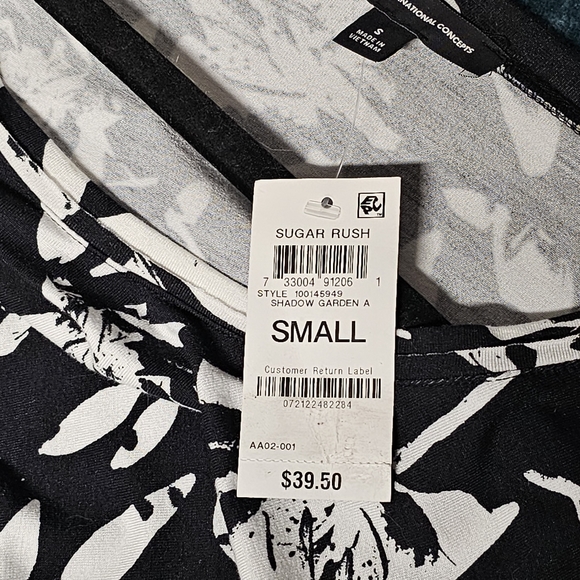 NATIONAL CONCEPTS
S
MADE IN
VIETNAM
SUGAR RUSH
7 33004 91206 1
STYLE 100145949
SHADOW GARDEN A
SMALL
Customer Return Label
072122482284
AA02-001
$39.50